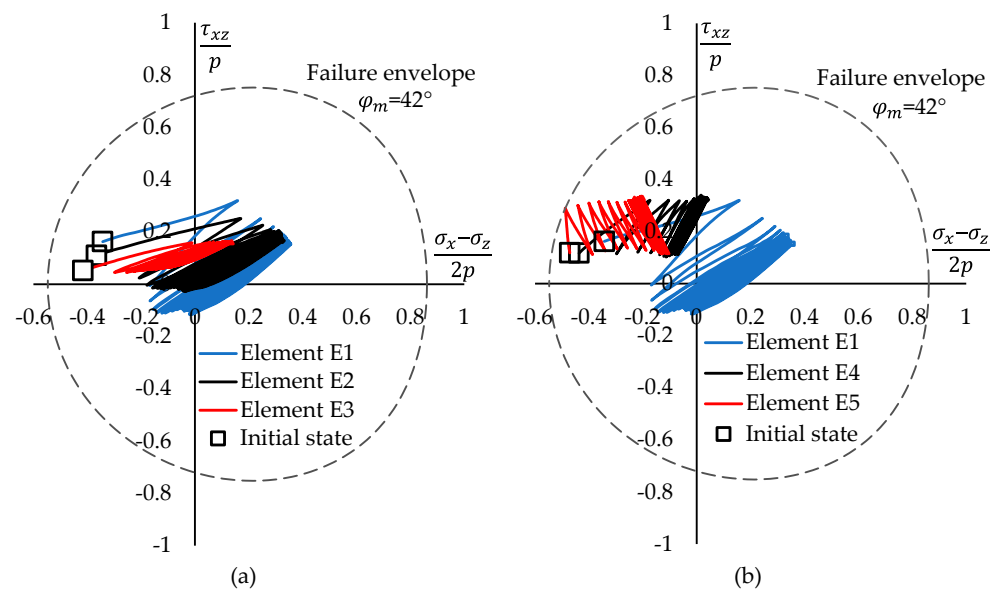 1
τxz
p
0.8
Failure envelope
φm=42°
0.6
0.4
0.2
σx−σz
2p
0
-0.6 -0.4 -0.2 0 0.2 0.4 0.6 0.8 1
-0.2
Element E1
Element E2
Element E3
Initial state
-0.4
-0.6
-0.8
-1
(a)
1
τxz
p
0.8
Failure envelope
φm=42°
0.6
0.4
0.2
σx−σz
2p
0
-0.6 -0.4 -0.2 0 0.2 0.4 0.6 0.8 1
-0.2
Element E1
Element E4
Element E5
Initial state
-0.4
-0.6
-0.8
-1
(b)